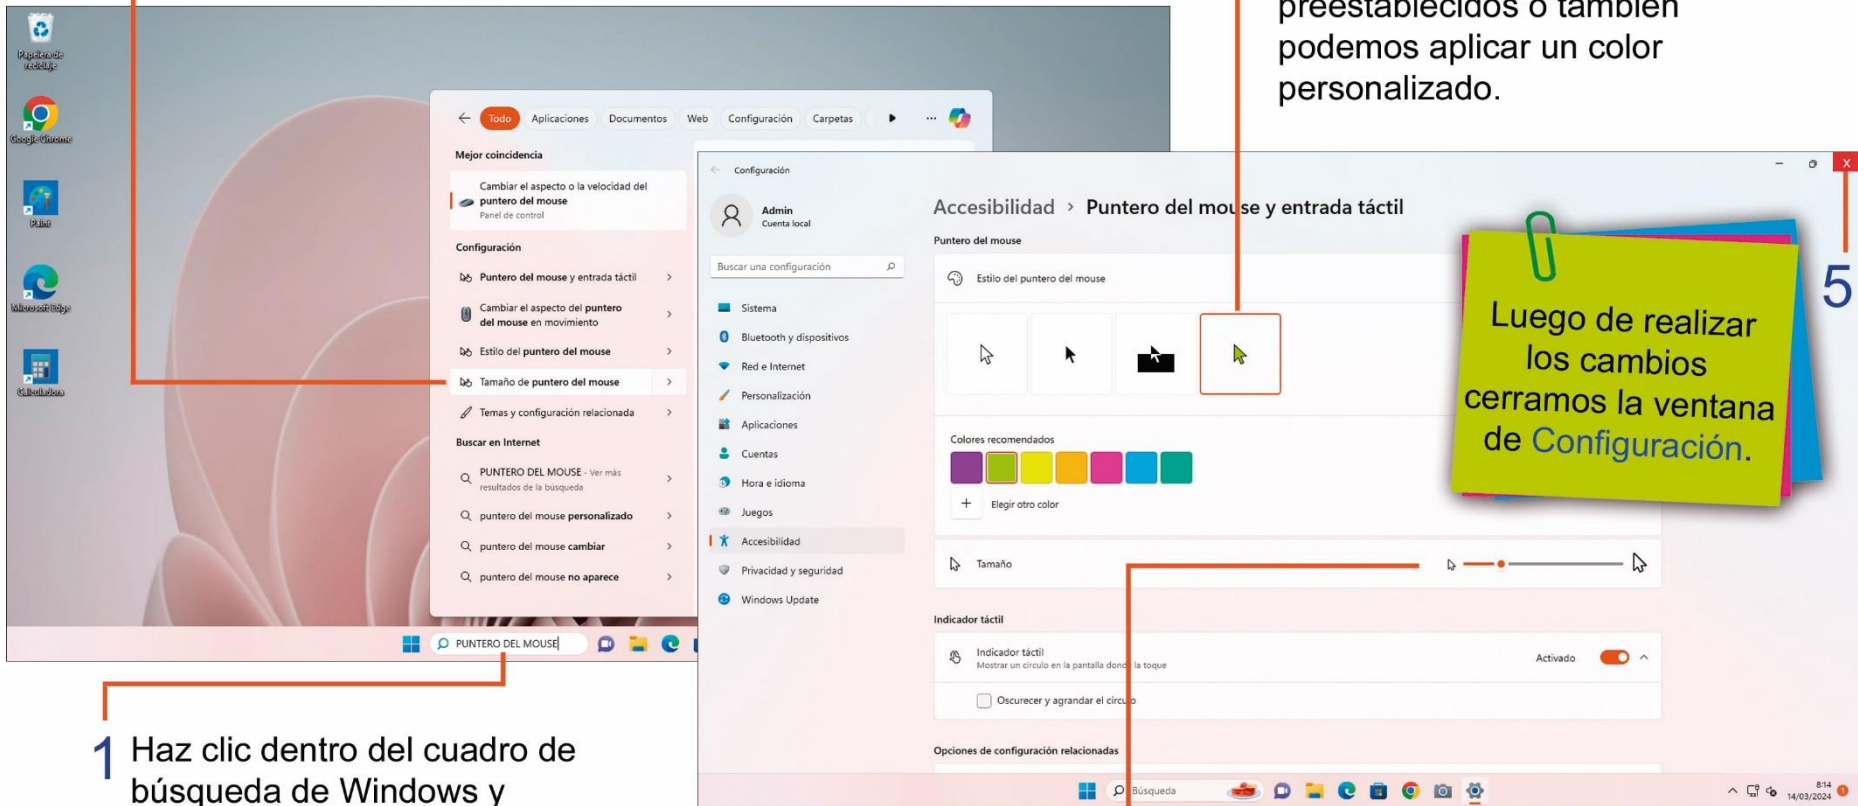 preestablecidos o también
podemos aplicar un color
personalizado.
Papelera de
reciclaje
Google Chrome
Paint
Microsoft Edge
Calculadora
Todo Aplicaciones Documentos Web Configuración Carpetas ...
Mejor coincidencia
Cambiar el aspecto o la velocidad del
puntero del mouse
Panel de control
Configuración
Puntero del mouse y entrada táctil
Cambiar el aspecto del puntero
del mouse en movimiento
Estilo del puntero del mouse
Tamaño de puntero del mouse
Temas y configuración relacionada
Buscar en Internet
PUNTERO DEL MOUSE - Ver más
resultados de la búsqueda
puntero del mouse personalizado
puntero del mouse cambiar
puntero del mouse no aparece
PUNTERO DEL MOUSE
1 Haz clic dentro del cuadro de
búsqueda de Windows y
Configuración
Admin
Cuenta local
Buscar una configuración
Sistema
Bluetooth y dispositivos
Red e Internet
Personalización
Aplicaciones
Cuentas
Hora e idioma
Juegos
Accesibilidad
Privacidad y seguridad
Windows Update
Accesibilidad > Puntero del mouse y entrada táctil
Puntero del mouse
Estilo del puntero del mouse
Colores recomendados
+ Elegir otro color
Tamaño
Indicador táctil
Indicador táctil
Mostrar un círculo en la pantalla donde la toque
Activado
Oscurecer y agrandar el círculo
Opciones de configuración relacionadas
X
5
Luego de realizar
los cambios
cerramos la ventana
de Configuración.
Búsqueda
8:14
14/03/2024